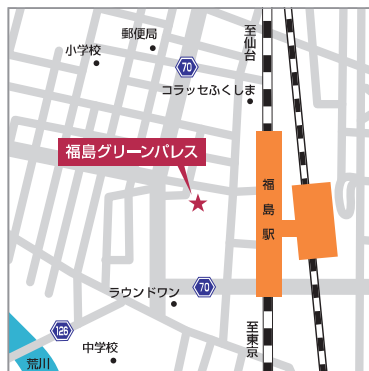 郵便局
小学校
至仙台
70
コラッセふくしま
福島グリーンパレス
福島駅
70
ラウンドワン
126
至東京
中学校
荒川